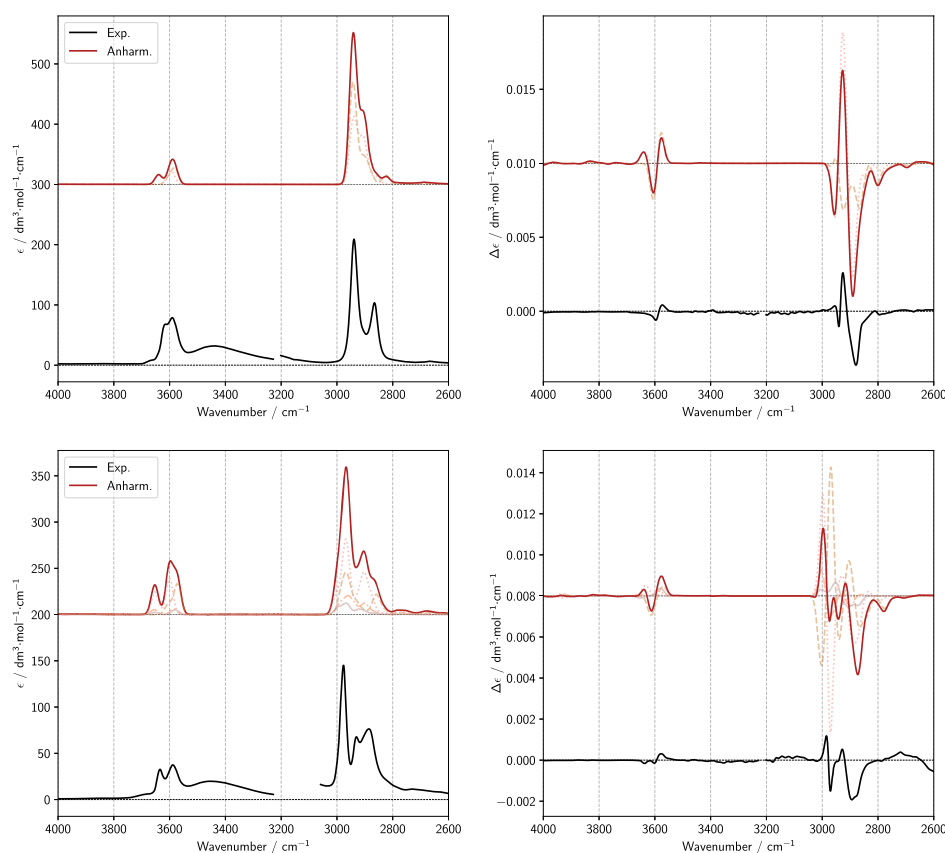 Exp.
Anharm.
500
400
300
200
100
0
4000 3800 3600 3400 3200 3000 2800 2600
Wavenumber / cm⁻¹
ϵ / dm³·mol⁻¹·cm⁻¹
0.015
0.010
0.005
0.000
4000 3800 3600 3400 3200 3000 2800 2600
Wavenumber / cm⁻¹
Δϵ / dm³·mol⁻¹·cm⁻¹
Exp.
Anharm.
350
300
250
200
150
100
50
0
4000 3800 3600 3400 3200 3000 2800 2600
Wavenumber / cm⁻¹
ϵ / dm³·mol⁻¹·cm⁻¹
0.014
0.012
0.010
0.008
0.006
0.004
0.002
0.000
−0.002
4000 3800 3600 3400 3200 3000 2800 2600
Wavenumber / cm⁻¹
Δϵ / dm³·mol⁻¹·cm⁻¹